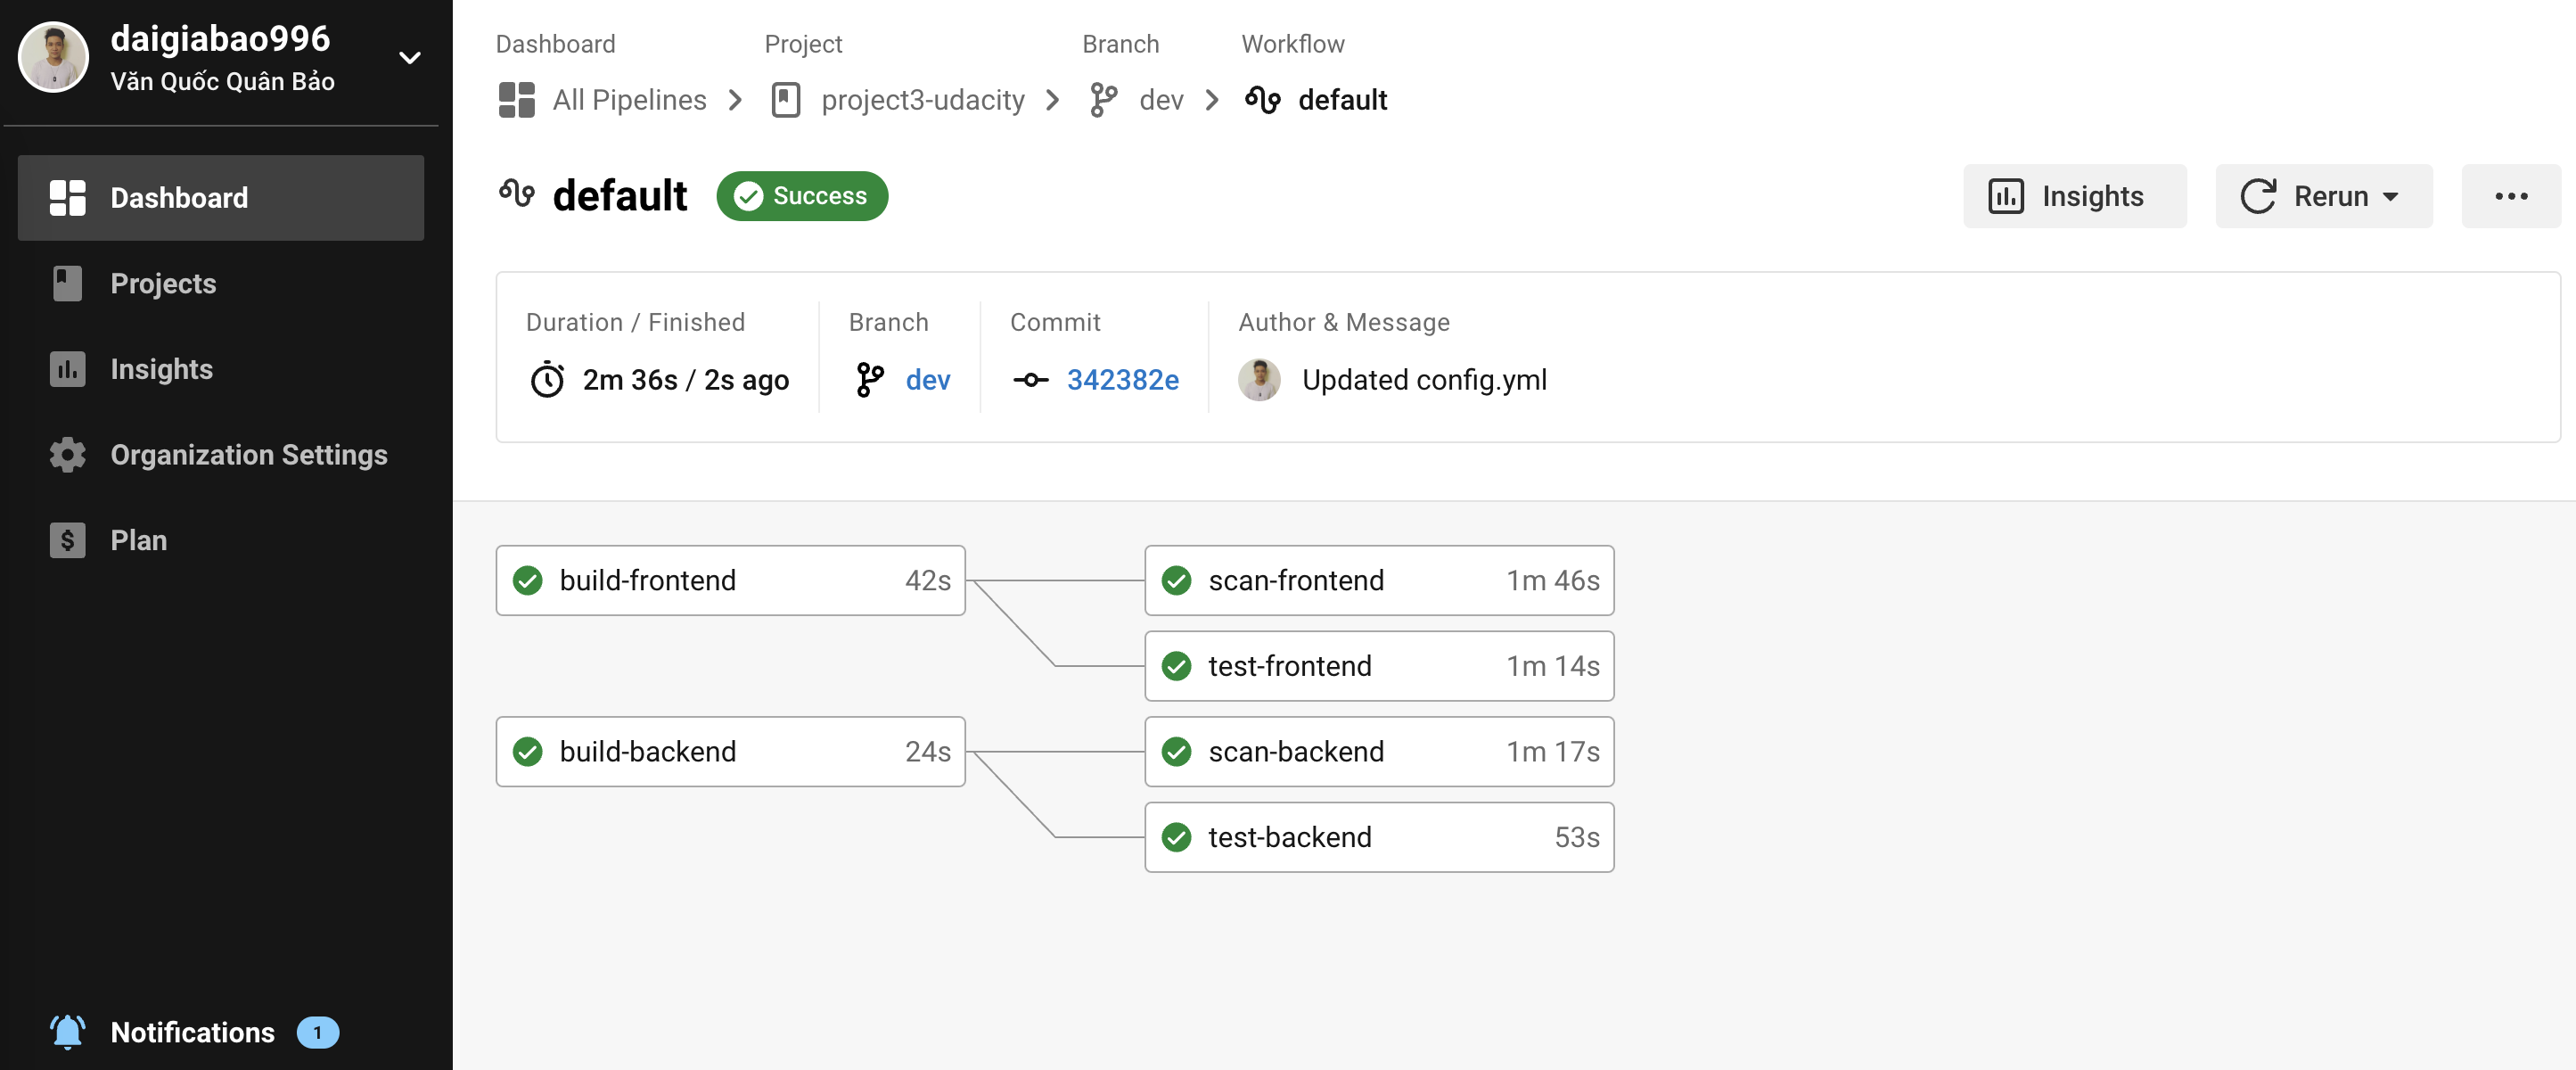 daigiabao996
Văn Quốc Quân Bảo
Dashboard
Projects
Insights
Organization Settings
Plan
Notifications 1
Dashboard Project Branch Workflow
All Pipelines project3-udacity dev default
default Success
Insights Rerun
Duration / Finished Branch Commit Author & Message
2m 36s / 2s ago dev 342382e Updated config.yml
build-frontend 42s scan-frontend 1m 46s
test-frontend 1m 14s
build-backend 24s scan-backend 1m 17s
test-backend 53s